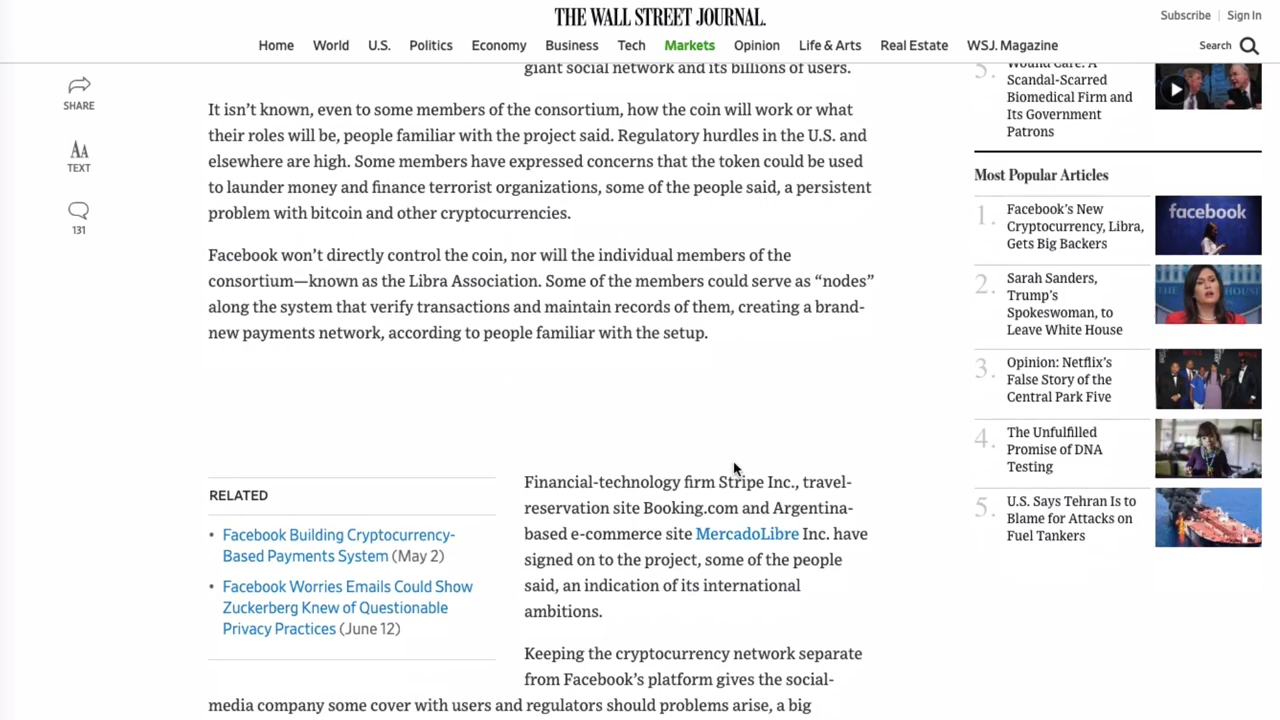 THE WALL STREET JOURNAL.
Subscribe | Sign In
Home World U.S. Politics Economy Business Tech Markets Opinion Life & Arts Real Estate WSJ. Magazine
Search
SHARE
TEXT
131
giant social network and its billions of users.
It isn’t known, even to some members of the consortium, how the coin will work or what
their roles will be, people familiar with the project said. Regulatory hurdles in the U.S. and
elsewhere are high. Some members have expressed concerns that the token could be used
to launder money and finance terrorist organizations, some of the people said, a persistent
problem with bitcoin and other cryptocurrencies.
Facebook won’t directly control the coin, nor will the individual members of the
consortium—known as the Libra Association. Some of the members could serve as “nodes”
along the system that verify transactions and maintain records of them, creating a brand-
new payments network, according to people familiar with the setup.
RELATED
• Facebook Building Cryptocurrency-
Based Payments System (May 2)
• Facebook Worries Emails Could Show
Zuckerberg Knew of Questionable
Privacy Practices (June 12)
Financial-technology firm Stripe Inc., travel-
reservation site Booking.com and Argentina-
based e-commerce site MercadoLibre Inc. have
signed on to the project, some of the people
said, an indication of its international
ambitions.
Keeping the cryptocurrency network separate
from Facebook’s platform gives the social-
media company some cover with users and regulators should problems arise, a big
5. Wound Care: A
Scandal-Scarred
Biomedical Firm and
Its Government
Patrons
Most Popular Articles
1. Facebook’s New
Cryptocurrency, Libra,
Gets Big Backers
facebook
2. Sarah Sanders,
Trump’s
Spokeswoman, to
Leave White House
3. Opinion: Netflix’s
False Story of the
Central Park Five
4. The Unfulfilled
Promise of DNA
Testing
5. U.S. Says Tehran Is to
Blame for Attacks on
Fuel Tankers